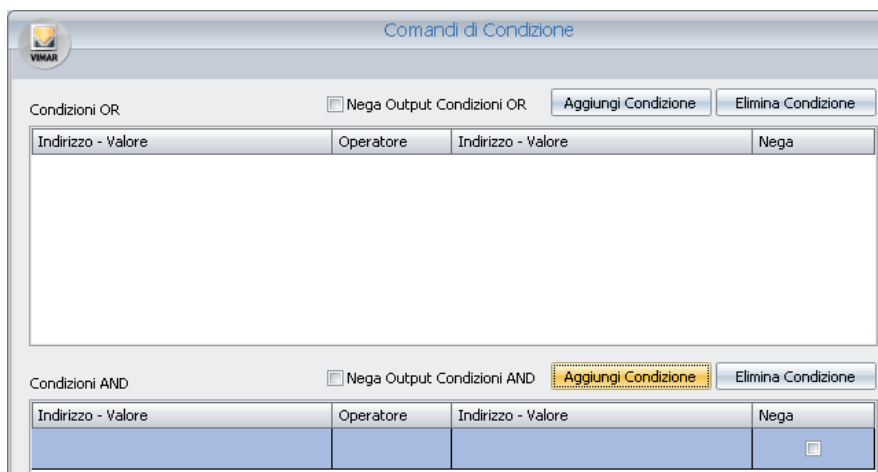 Comandi di Condizione
VIMAR
Condizioni OR Nega Output Condizioni OR Aggiungi Condizione Elimina Condizione
Indirizzo - Valore Operatore Indirizzo - Valore Nega
Condizioni AND Nega Output Condizioni AND Aggiungi Condizione Elimina Condizione
Indirizzo - Valore Operatore Indirizzo - Valore Nega